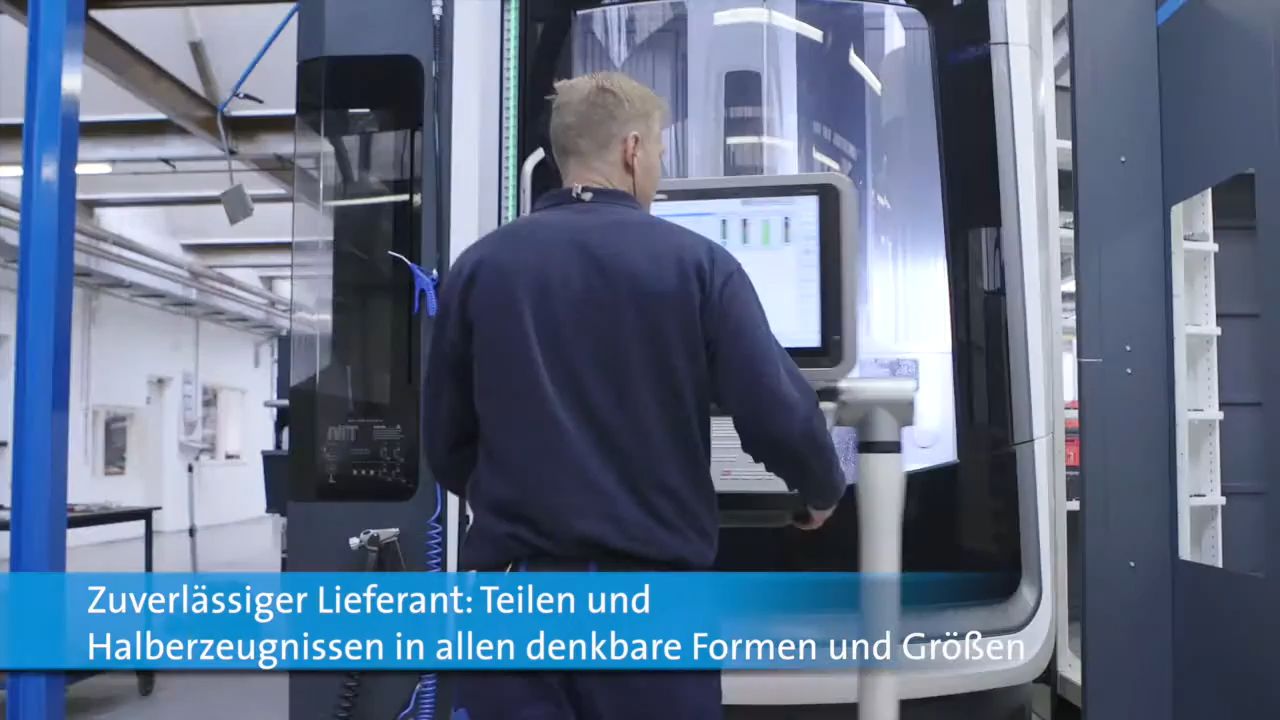 Zuverlässiger Lieferant: Teilen und
Halberzeugnissen in allen denkbare Formen und Größen